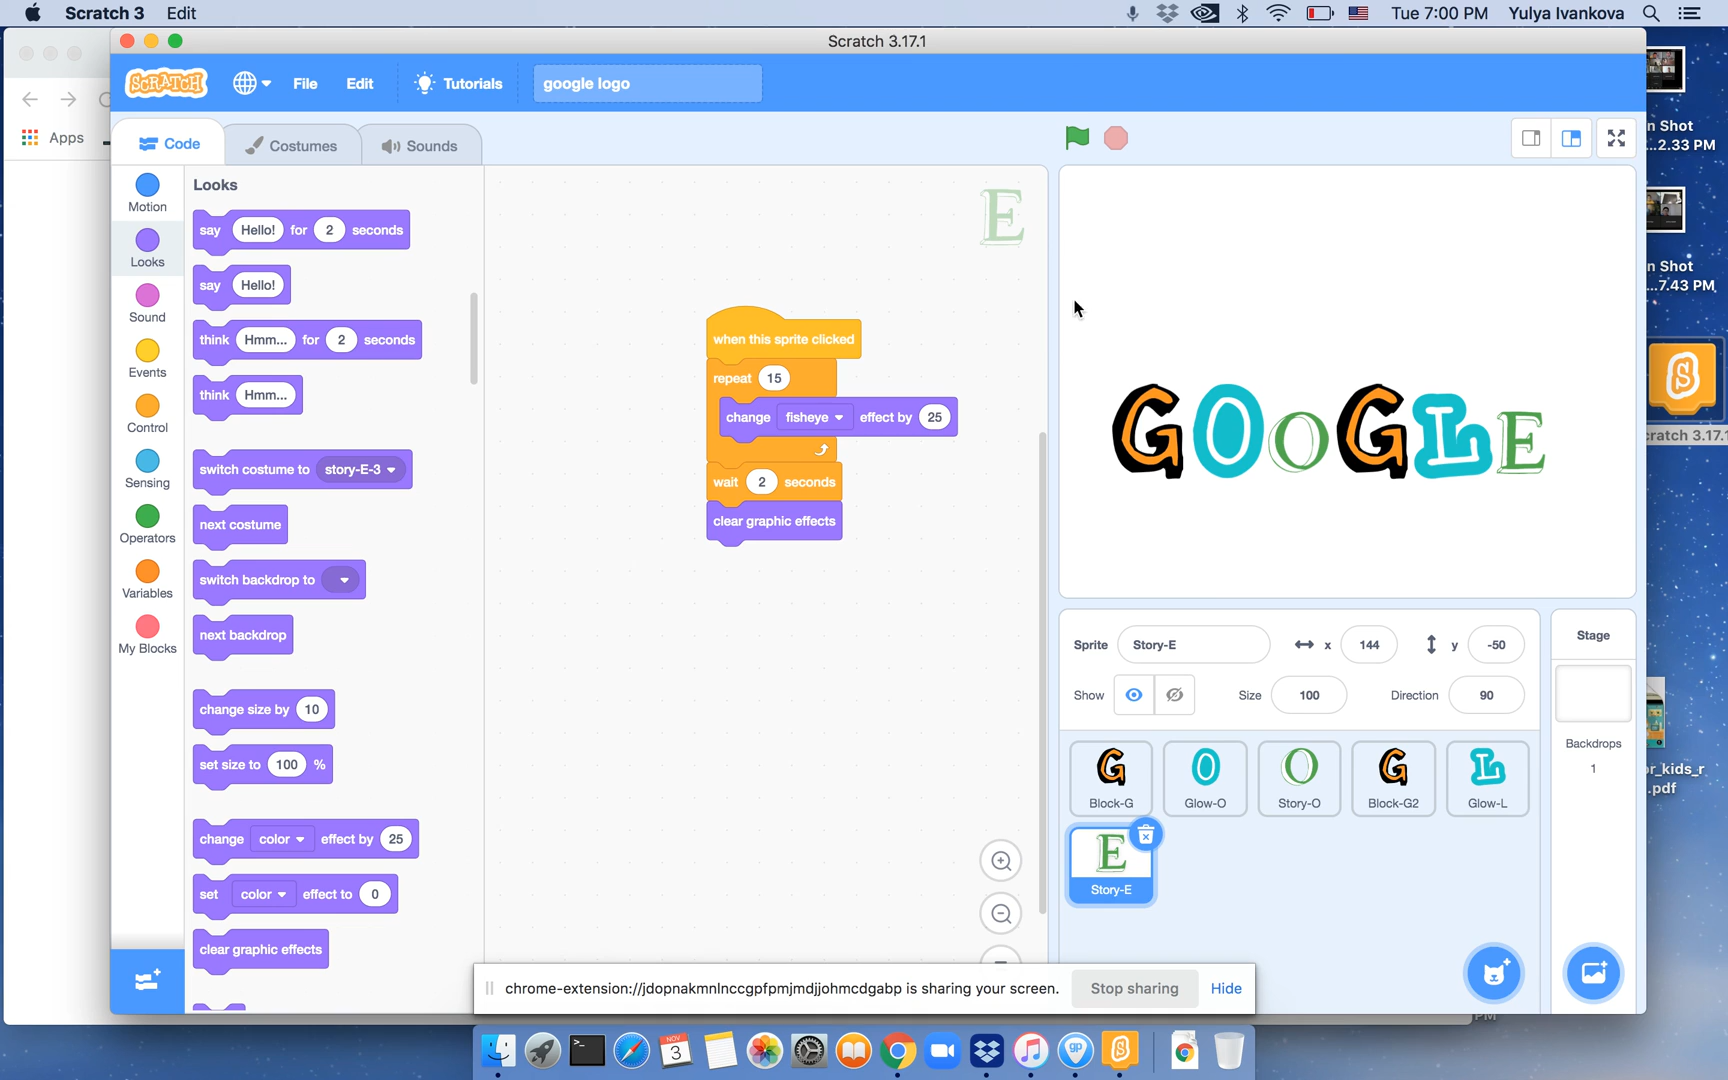 Scratch 3 Edit Tue 7:00 PM Yulya Ivankova
Scratch 3.17.1
SCRATCH File Edit Tutorials google logo
Apps
Code Costumes Sounds
Motion
Looks
Sound
Events
Control
Sensing
Operators
Variables
My Blocks
Looks
say Hello! for 2 seconds
say Hello!
think Hmm... for 2 seconds
think Hmm...
switch costume to story-E-3
next costume
switch backdrop to
next backdrop
change size by 10
set size to 100 %
change color effect by 25
set color effect to 0
clear graphic effects
E
when this sprite clicked
repeat 15
change fisheye effect by 25
wait 2 seconds
clear graphic effects
GOOGLE
Sprite Story-E x 144 y -50
Show Size 100 Direction 90
G Block-G
O Glow-O
O Story-O
G Block-G2
L Glow-L
E Story-E
Stage
Backdrops
1
n Shot
...2.33 PM
n Shot
...7.43 PM
cratch 3.17.1
or_kids_r
.pdf
PM
chrome-extension://jdopnakmnlnccgpfpmjmdjjohmcdgabp is sharing your screen. Stop sharing Hide
NOV
3
gp